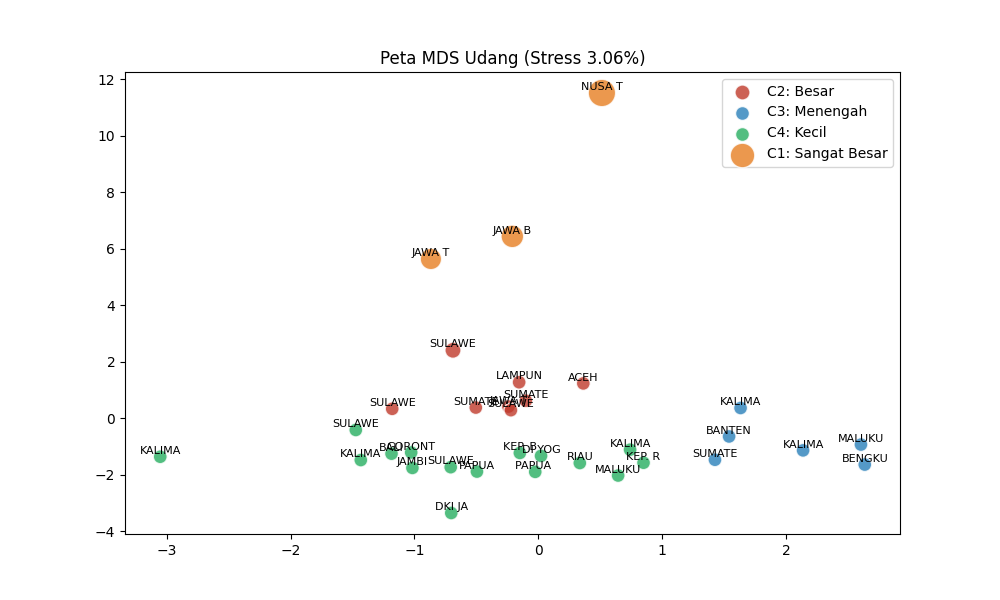 Peta MDS Udang (Stress 3.06%)
C2: Besar
C3: Menengah
C4: Kecil
C1: Sangat Besar
NUSA T
JAWA B
JAWA T
SULAWE
LAMPUN
ACEH
SUMATE
SULAWE
SUMATE
JAWA
SULAWE
KALIMA
SULAWE
BANTEN
MALUKU
KALIMA
BENGKU
SUMATE
KALIMA
KALIMA
BALI
GORONT
JAMBI
SULAWE
PAPUA
KEP. B
DI YOG
PAPUA
RIAU
KALIMA
KEP. R
MALUKU
DKI JA
12
10
8
6
4
2
0
−2
−4
−3
−2
−1
0
1
2